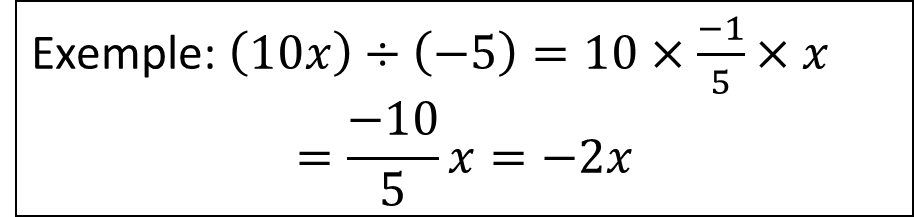 Exemple: (10x) ÷ (−5) = 10 × −1/5 × x
= −10/5 x = −2x